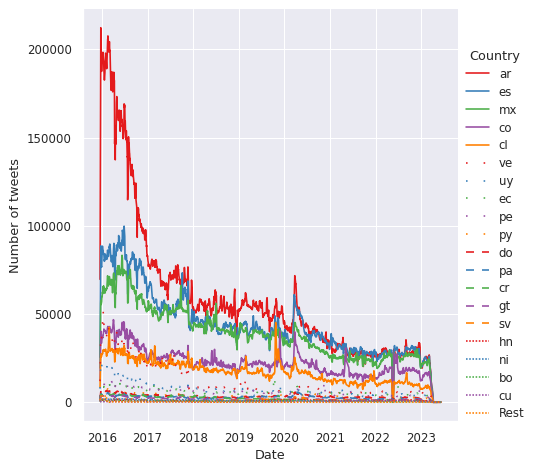 Number of tweets
200000
150000
100000
50000
0
2016 2017 2018 2019 2020 2021 2022 2023
Date
Country
ar
es
mx
co
cl
ve
uy
ec
pe
py
do
pa
cr
gt
sv
hn
ni
bo
cu
Rest